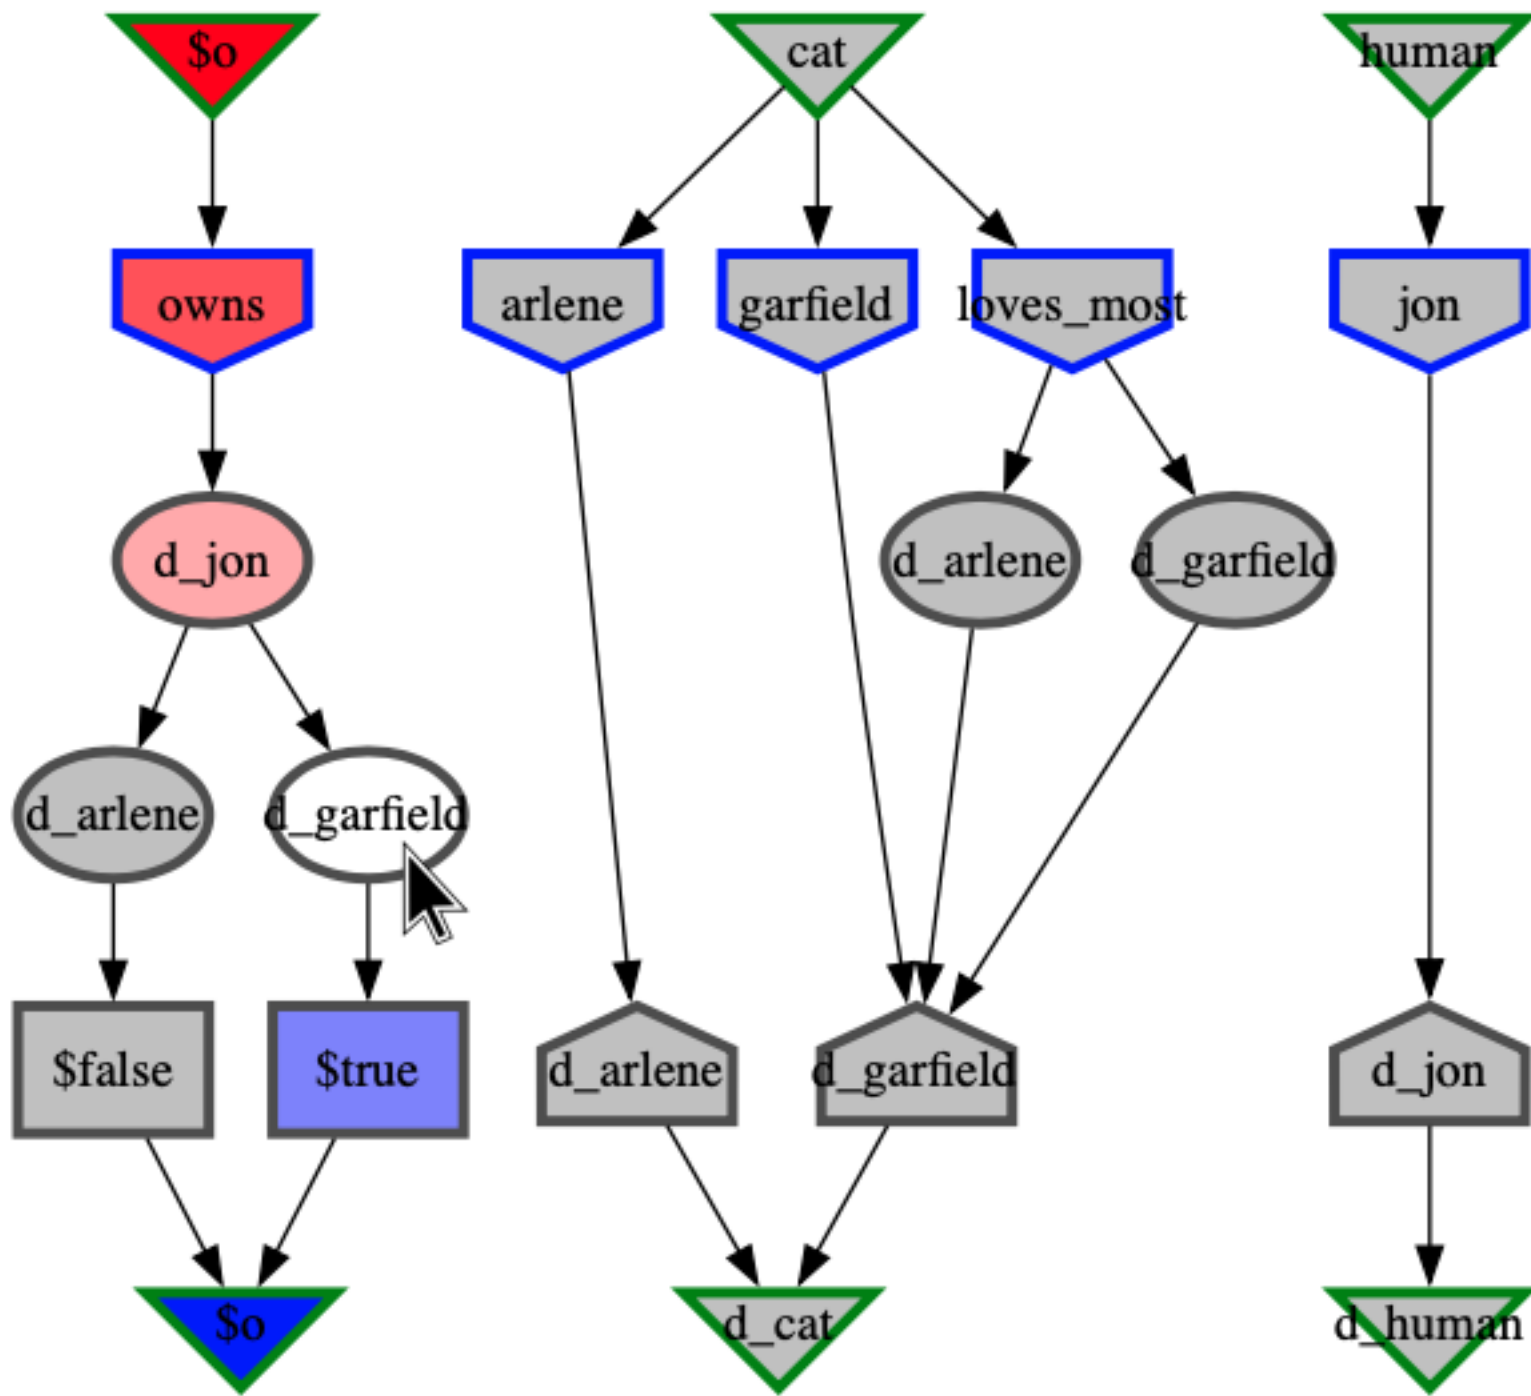 $o
cat
human
owns
arlene
garfield
loves_most
jon
d_jon
d_arlene
d_garfield
d_arlene
d_garfield
$false
$true
d_arlene
d_garfield
d_jon
$o
d_cat
d_human